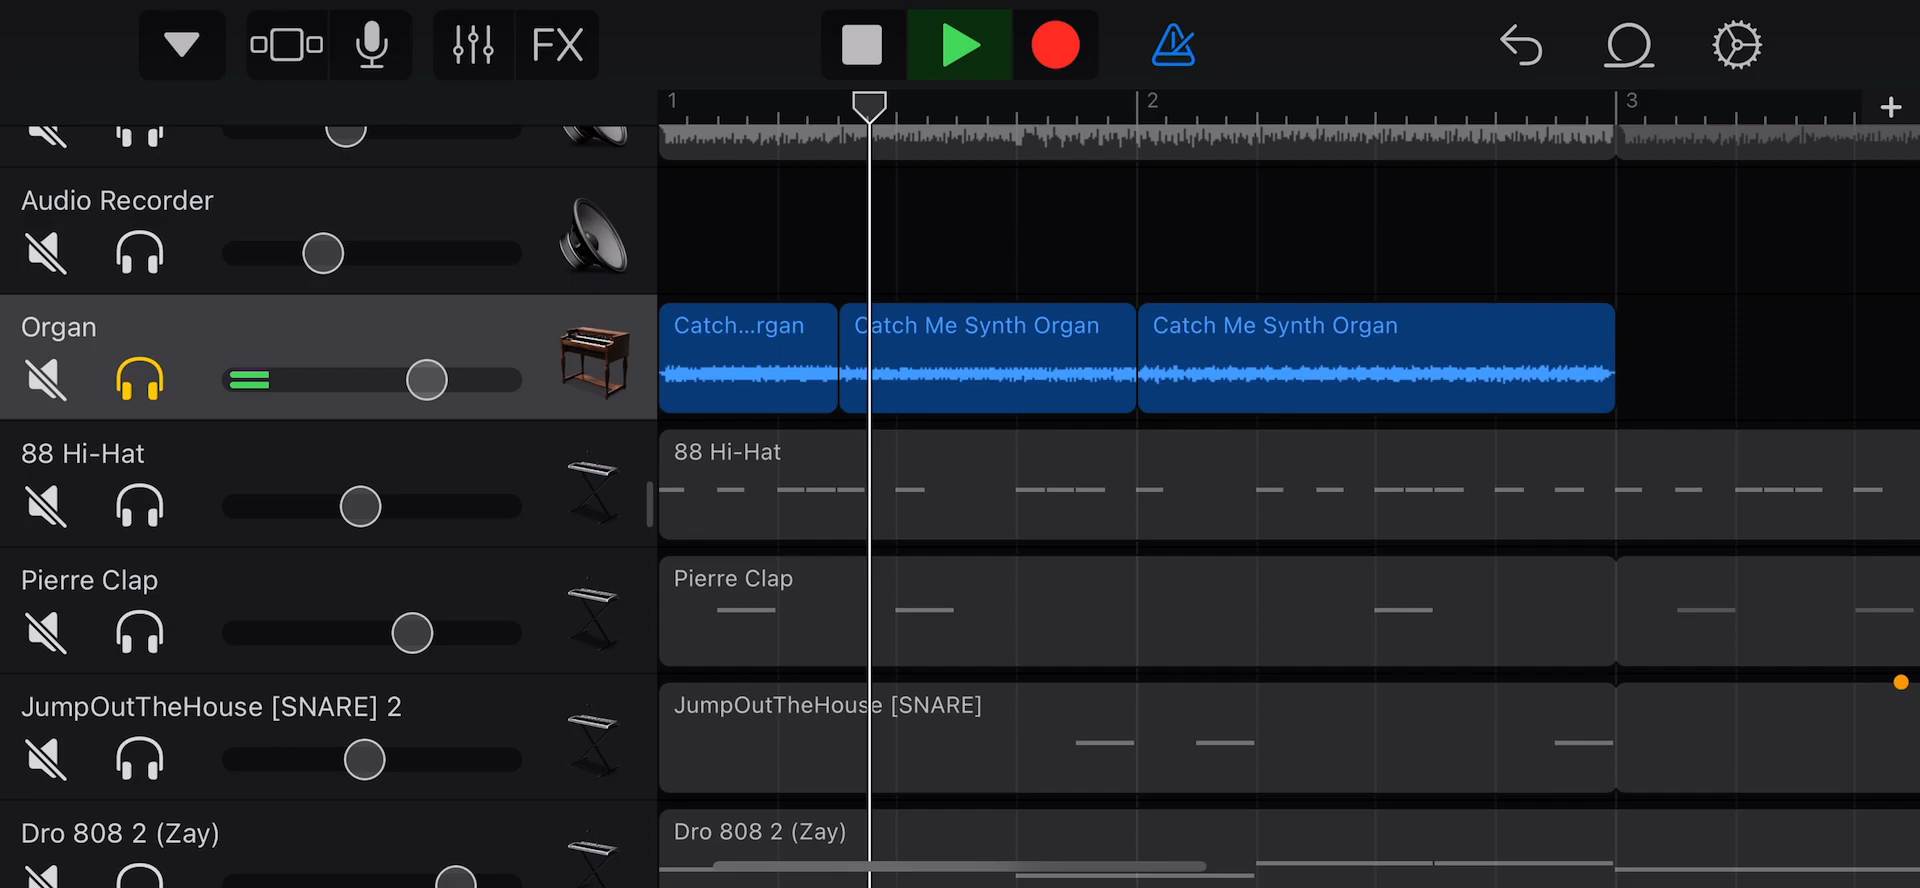 FX
1
2
3
Audio Recorder
Organ
Catch...rgan
Catch Me Synth Organ
Catch Me Synth Organ
88 Hi-Hat
88 Hi-Hat
Pierre Clap
Pierre Clap
JumpOutTheHouse [SNARE] 2
JumpOutTheHouse [SNARE]
Dro 808 2 (Zay)
Dro 808 2 (Zay)